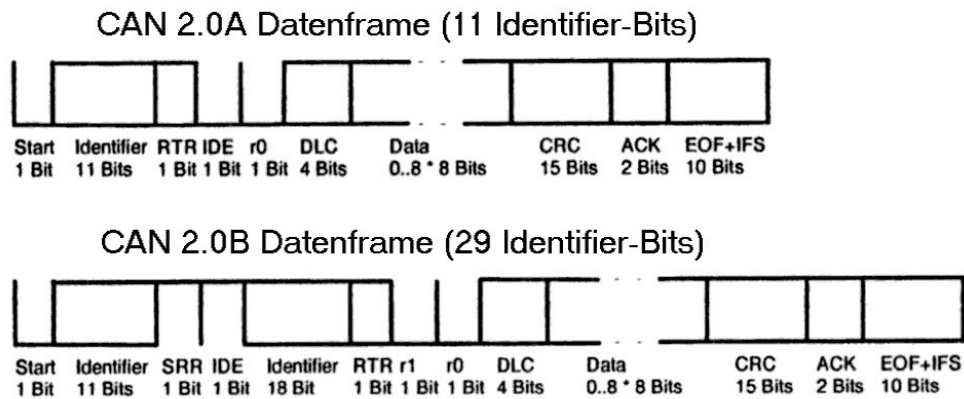 CAN 2.0A Datenframe (11 Identifier-Bits)
Start Identifier RTR IDE r0 DLC Data CRC ACK EOF+IFS
1 Bit 11 Bits 1 Bit 1 Bit 1 Bit 4 Bits 0..8 * 8 Bits 15 Bits 2 Bits 10 Bits
CAN 2.0B Datenframe (29 Identifier-Bits)
Start Identifier SRR IDE Identifier RTR r1 r0 DLC Data CRC ACK EOF+IFS
1 Bit 11 Bits 1 Bit 1 Bit 18 Bit 1 Bit 1 Bit 1 Bit 4 Bits 0..8 * 8 Bits 15 Bits 2 Bits 10 Bits